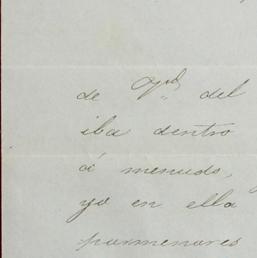 de Vd. del
iba dentro
á menudo,
yo en ella
pormenores